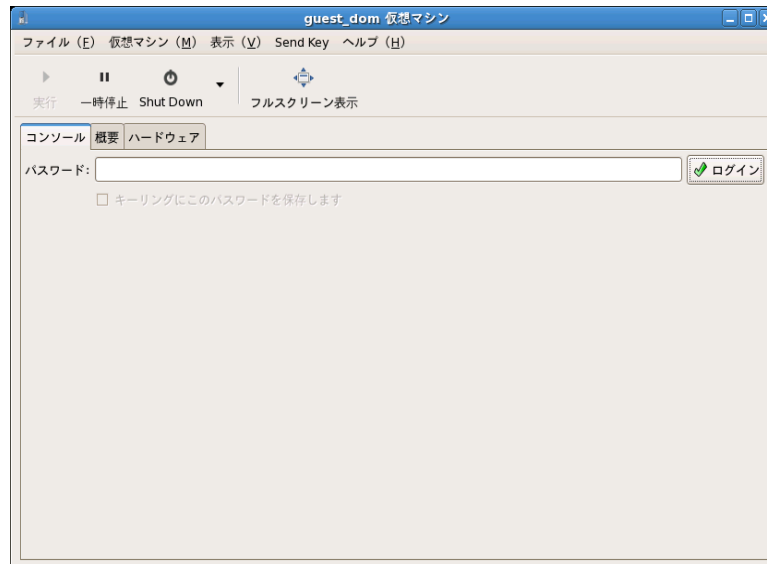 guest_dom 仮想マシン
ファイル (F) 仮想マシン (M) 表示 (V) Send Key ヘルプ (H)
実行 一時停止 Shut Down フルスクリーン表示
コンソール 概要 ハードウェア
パスワード: ログイン
キーリングにこのパスワードを保存します